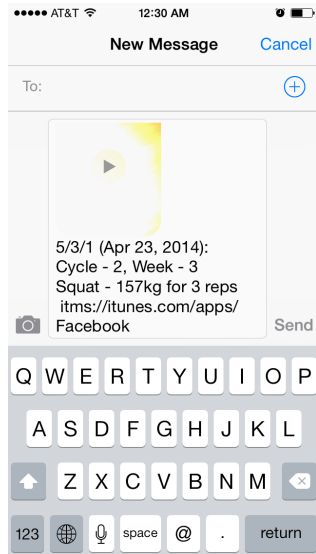 AT&T 12:30 AM
New Message Cancel
To:
5/3/1 (Apr 23, 2014):
Cycle - 2, Week - 3
Squat - 157kg for 3 reps
itms://itunes.com/apps/
Facebook
Send
Q W E R T Y U I O P
A S D F G H J K L
Z X C V B N M
123 space @ . return